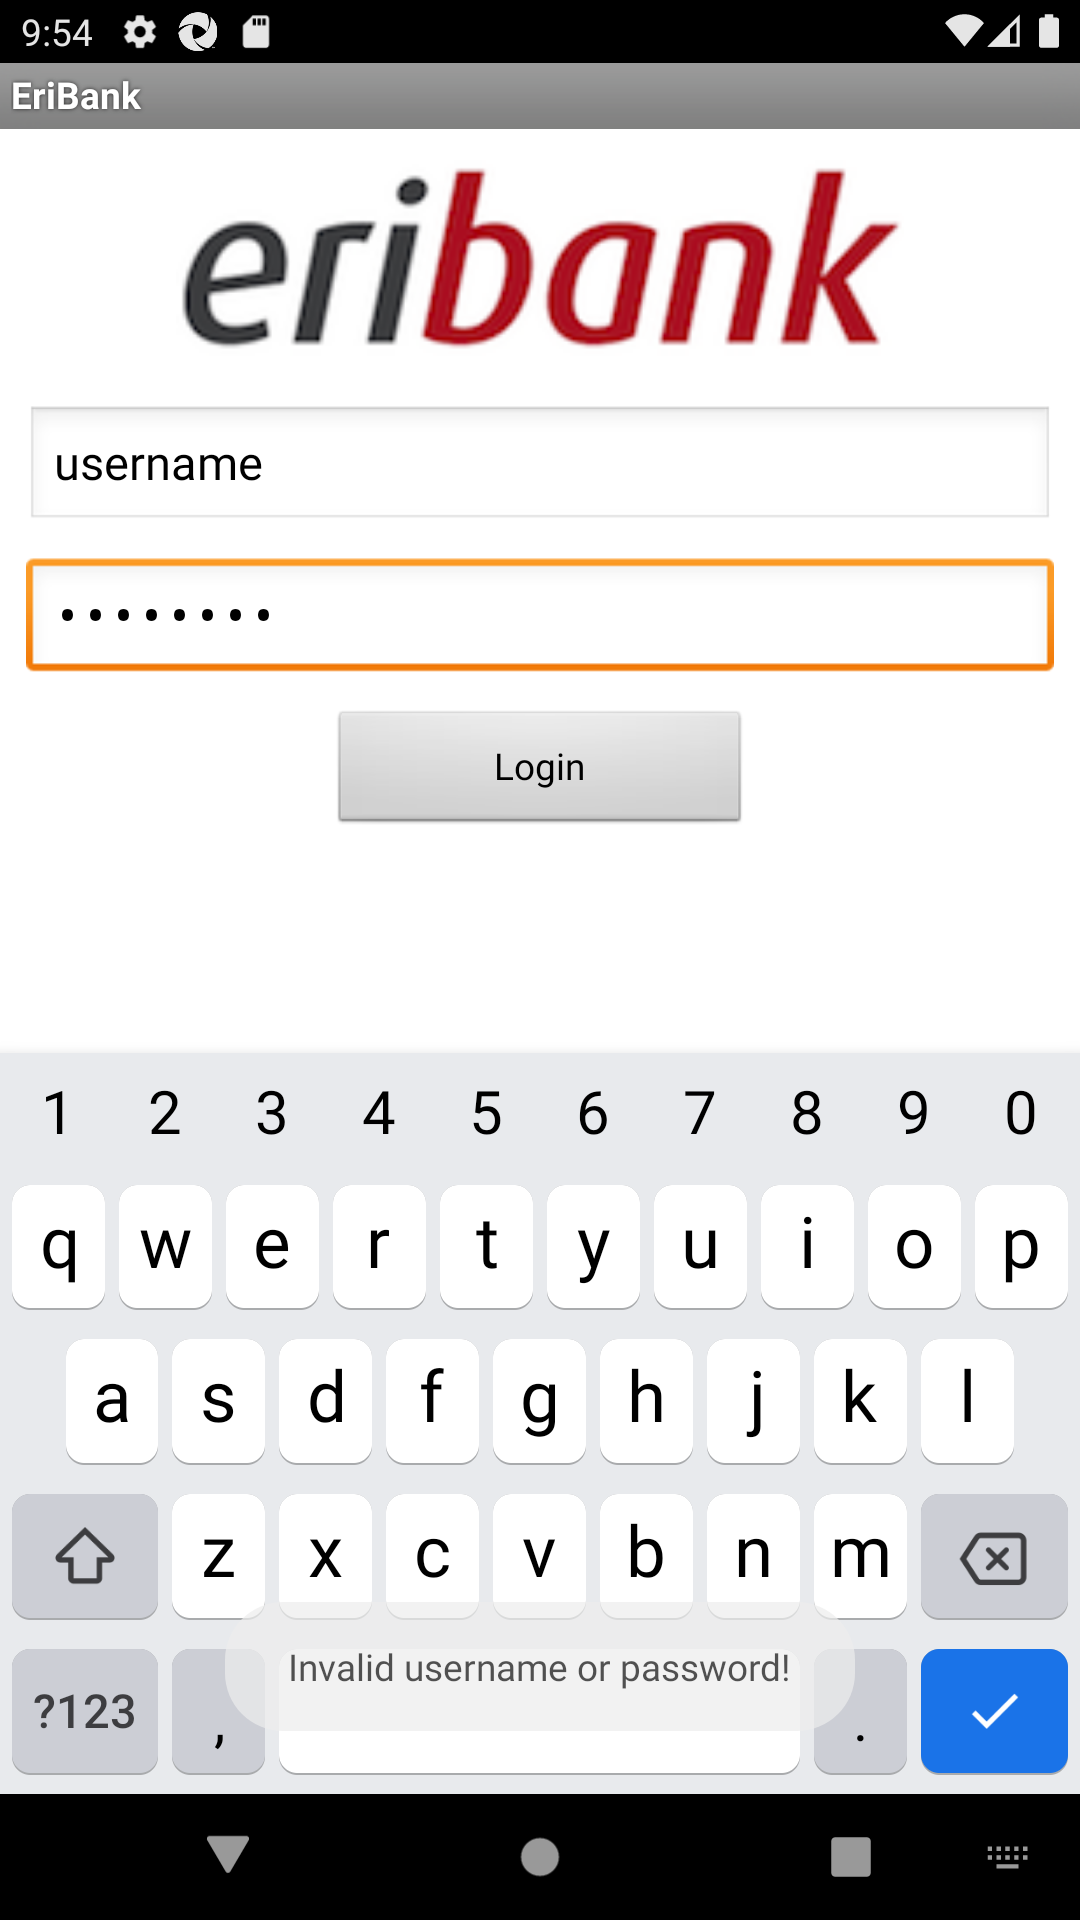 9:54
EriBank
eribank
username
••••••••
Login
1 2 3 4 5 6 7 8 9 0
q w e r t y u i o p
a s d f g h j k l
z x c v b n m
Invalid username or password!
?123 , .